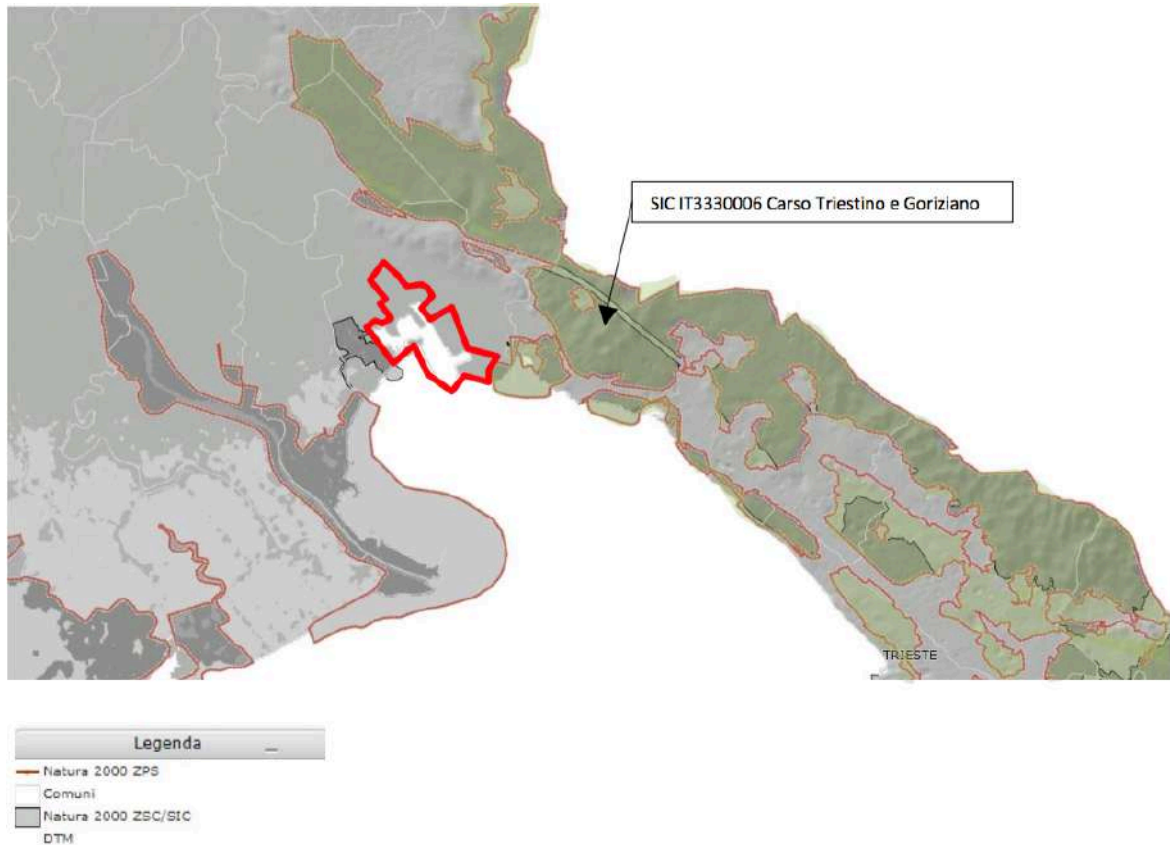 SIC IT3330006 Carso Triestino e Goriziano
TRIESTE
Legenda
Natura 2000 ZPS
Comuni
Natura 2000 ZSC/SIC
DTM